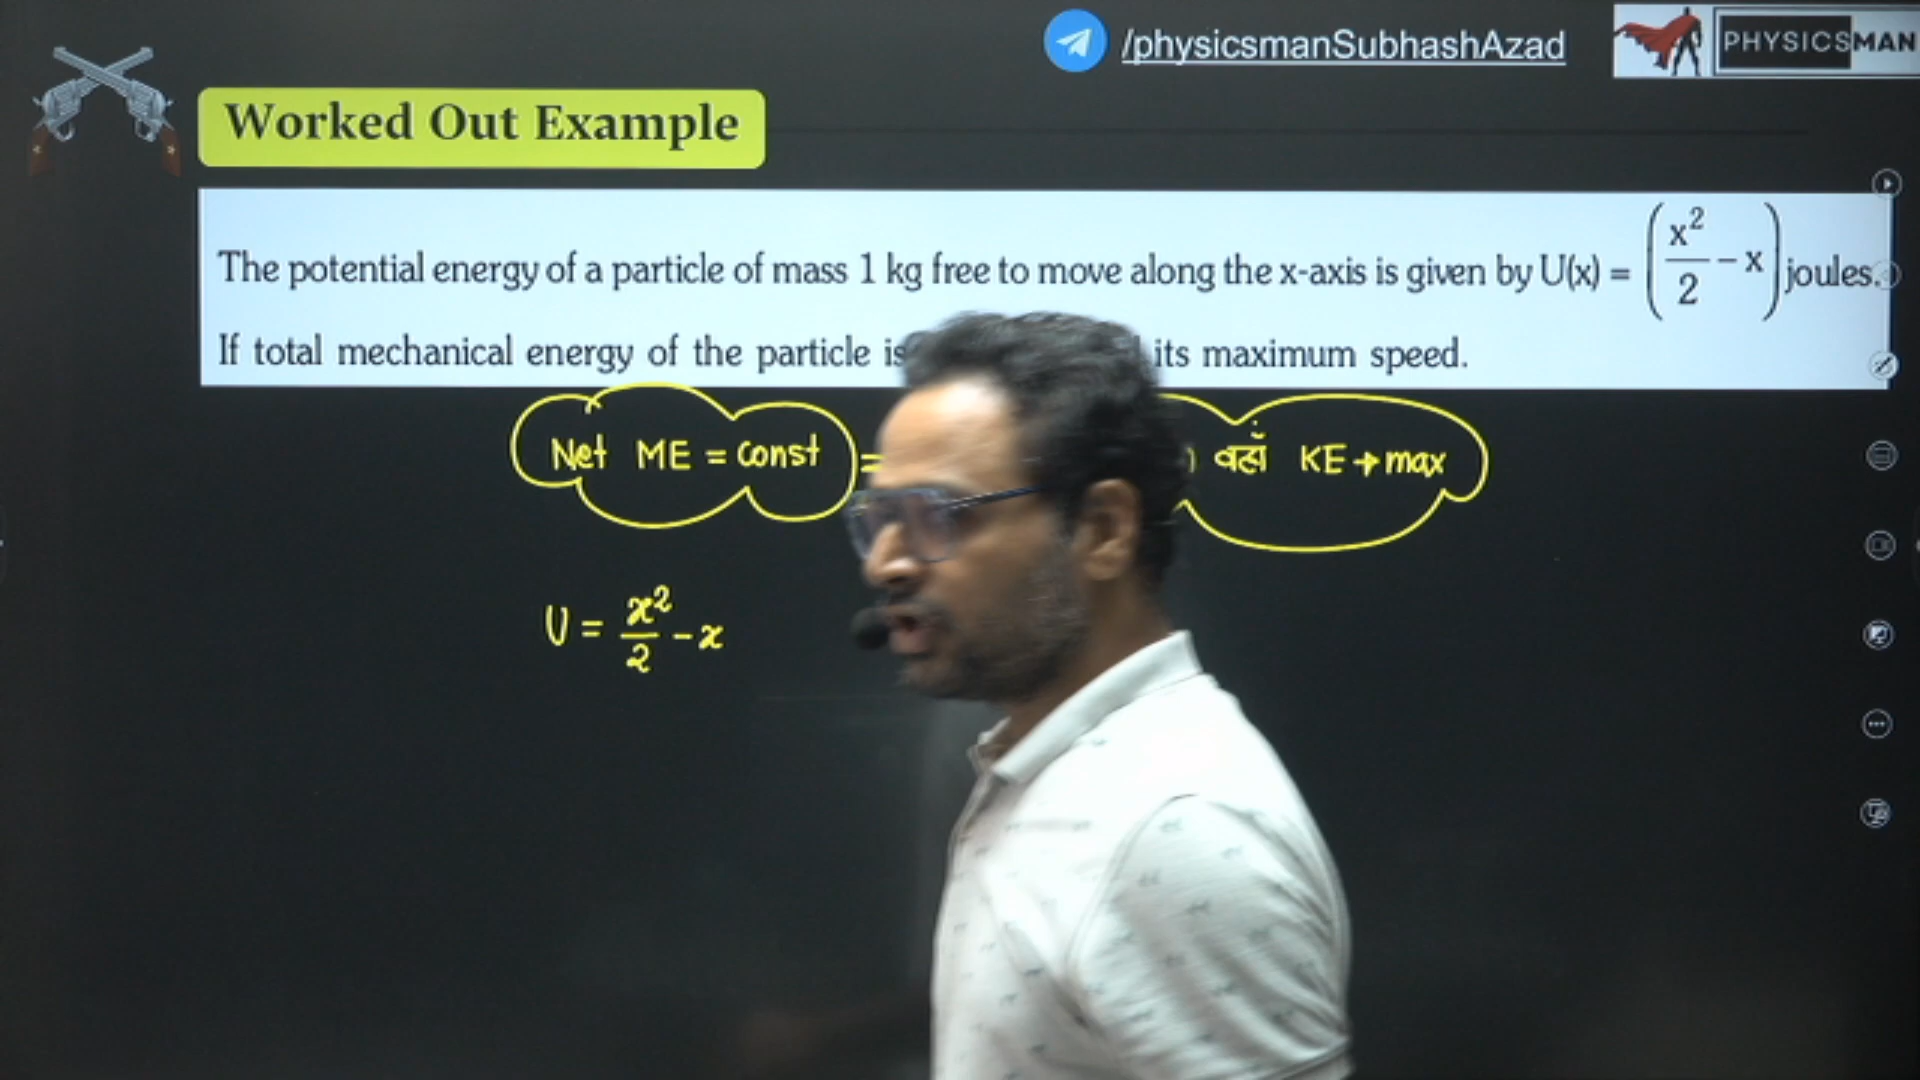 /physicsmanSubhashAzad
PHYSICSMAN
Worked Out Example
The potential energy of a particle of mass 1 kg free to move along the x-axis is given by U(x) = (x²/2 − x) joules.
If total mechanical energy of the particle is its maximum speed.
Net ME = const = वहाँ KE → max
U = x²/2 − x